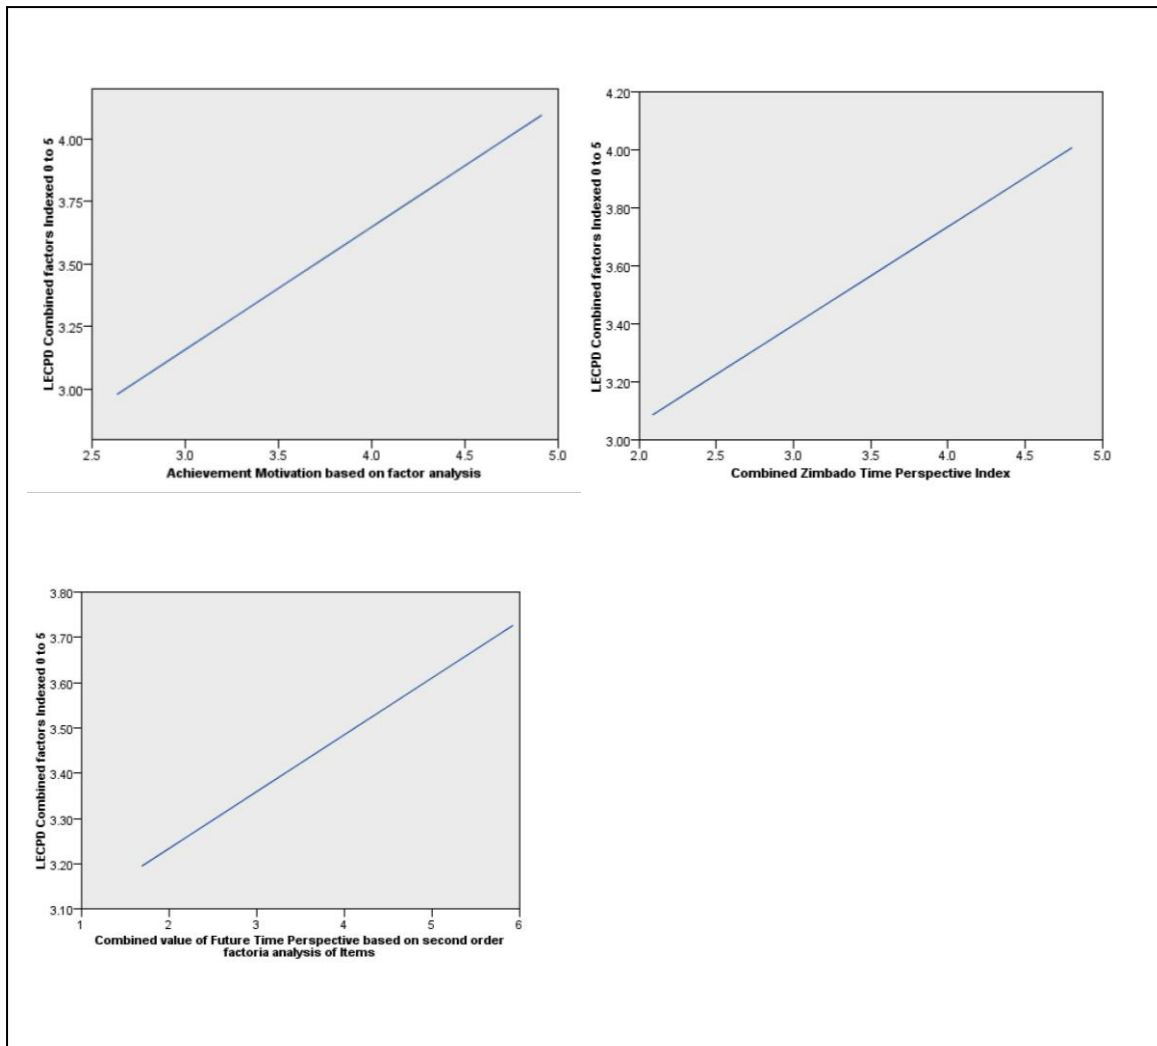 LECPD Combined factors Indexed 0 to 5
4.00
3.75
3.50
3.25
3.00
2.5 3.0 3.5 4.0 4.5 5.0
Achievement Motivation based on factor analysis
LECPD Combined factors Indexed 0 to 5
4.20
4.00
3.80
3.60
3.40
3.20
3.00
2.0 2.5 3.0 3.5 4.0 4.5 5.0
Combined Zimbado Time Perspective Index
LECPD Combined factors Indexed 0 to 5
3.80
3.70
3.60
3.50
3.40
3.30
3.20
3.10
1 2 3 4 5 6
Combined value of Future Time Perspective based on second order
factoria analysis of Items